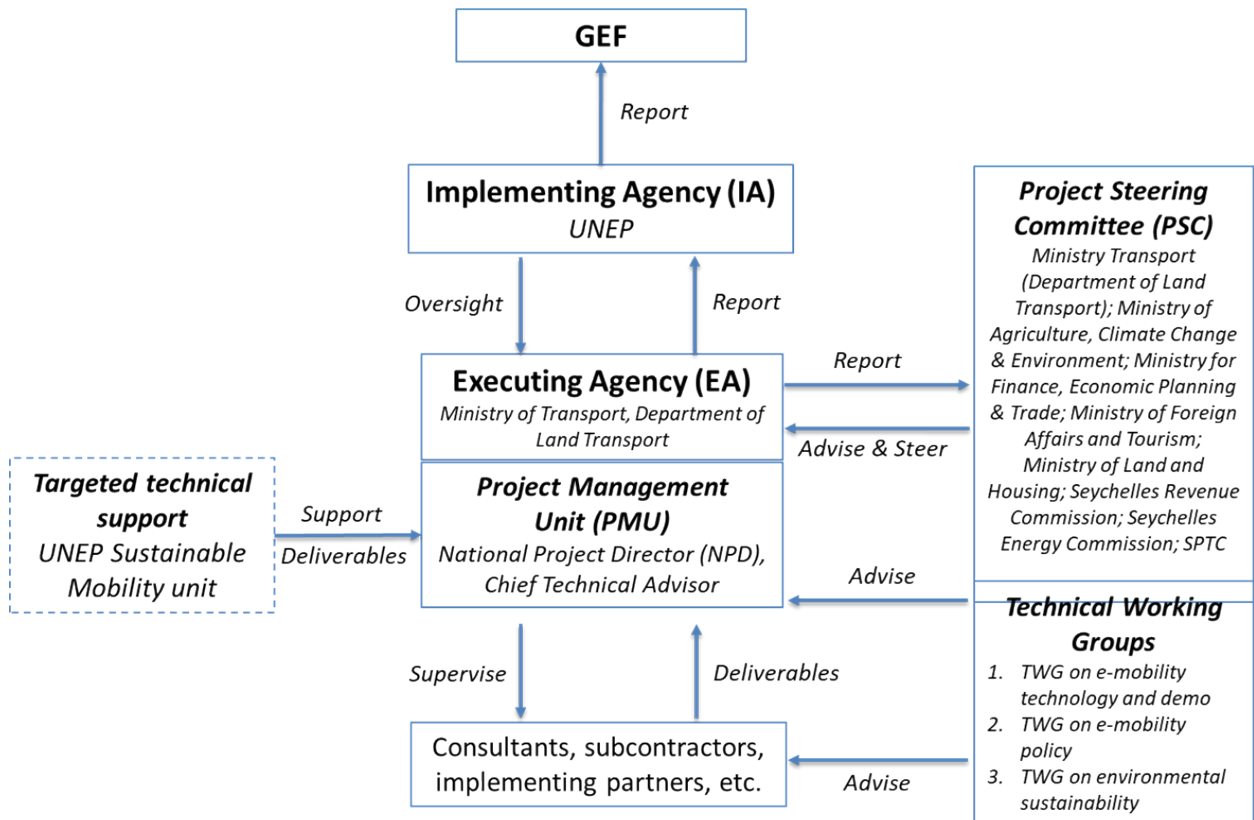 GEF
Report
Implementing Agency (IA)
UNEP
Oversight
Report
Executing Agency (EA)
Ministry of Transport, Department of
Land Transport
Report
Advise & Steer
Project Steering
Committee (PSC)
Ministry Transport
(Department of Land
Transport); Ministry of
Agriculture, Climate Change
& Environment; Ministry for
Finance, Economic Planning
& Trade; Ministry of Foreign
Affairs and Tourism;
Ministry of Land and
Housing; Seychelles Revenue
Commission; Seychelles
Energy Commission; SPTC
Targeted technical
support
UNEP Sustainable
Mobility unit
Support
Deliverables
Project Management
Unit (PMU)
National Project Director (NPD),
Chief Technical Advisor
Advise
Technical Working
Groups
1. TWG on e-mobility
technology and demo
2. TWG on e-mobility
policy
3. TWG on environmental
sustainability
Supervise
Deliverables
Consultants, subcontractors,
implementing partners, etc.
Advise